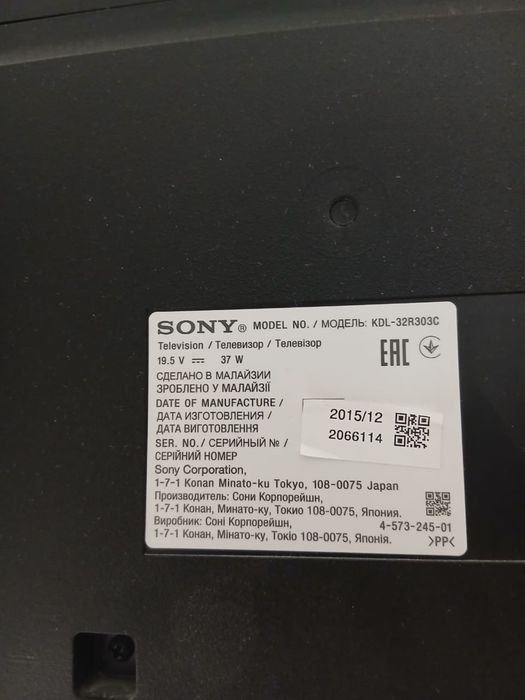 SONY® MODEL NO. / МОДЕЛЬ: KDL-32R303C
Television / Телевизор / Телевізор
19.5 V ⎓ 37 W
EAC
СДЕЛАНО В МАЛАЙЗИИ
ЗРОБЛЕНО У МАЛАЙЗІЇ
DATE OF MANUFACTURE /
ДАТА ИЗГОТОВЛЕНИЯ /
ДАТА ВИГОТОВЛЕННЯ
2015/12
SER. NO. / СЕРИЙНЫЙ № /
СЕРІЙНИЙ НОМЕР
2066114
Sony Corporation,
1-7-1 Konan Minato-ku Tokyo, 108-0075 Japan
Производитель: Сони Корпорейшн,
1-7-1 Конан, Минато-ку, Токио 108-0075, Япония.
Виробник: Соні Корпорейшн,
1-7-1 Конан, Мінато-ку, Токіо 108-0075, Японія.
4-573-245-01
>PP<